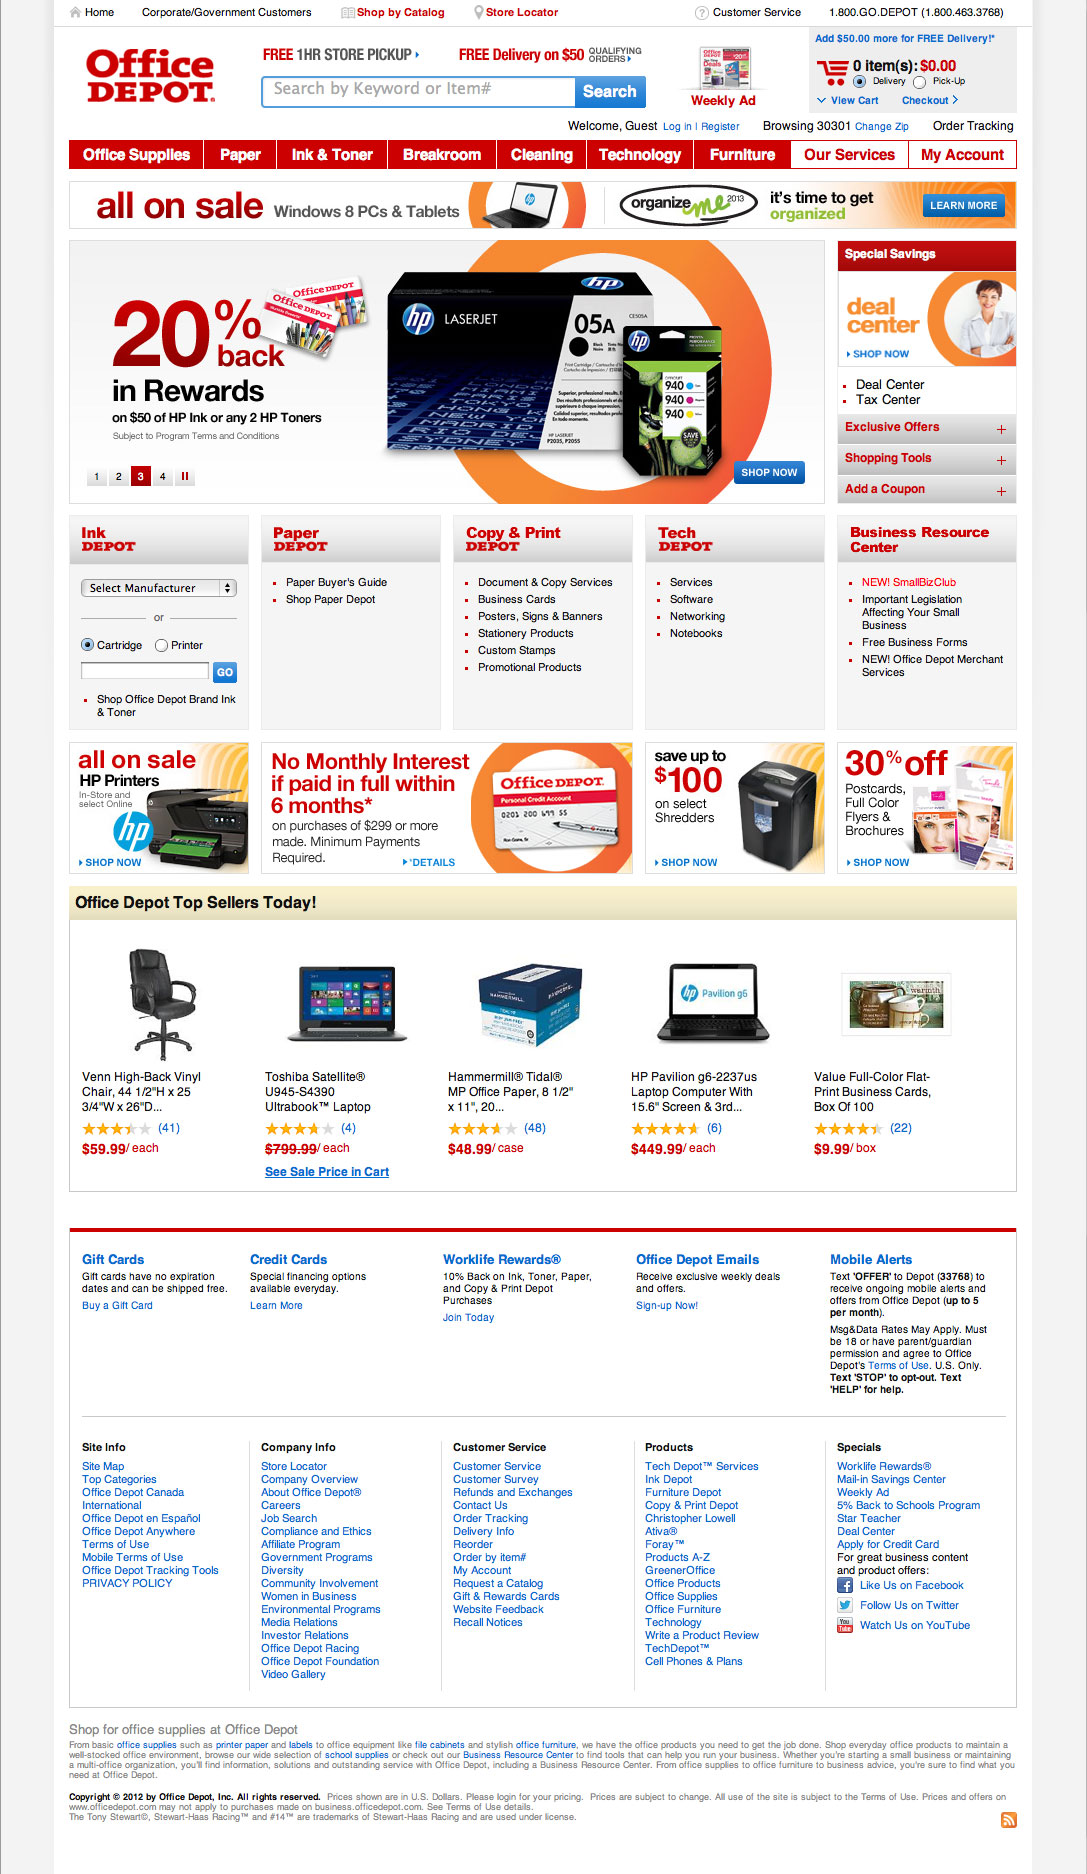 Home Corporate/Government Customers Shop by Catalog Store Locator Customer Service 1.800.GO.DEPOT (1.800.463.3768)
Office DEPOT.
FREE 1HR STORE PICKUP
FREE Delivery on $50 QUALIFYING ORDERS
Search by Keyword or Item# Search
Weekly Ad
Add $50.00 more for FREE Delivery!*
0 item(s): $0.00
Delivery Pick-Up
View Cart Checkout
Welcome, Guest Log in | Register Browsing 30301 Change Zip Order Tracking
Office Supplies Paper Ink & Toner Breakroom Cleaning Technology Furniture Our Services My Account
all on sale Windows 8 PCs & Tablets
organize me 2013
it's time to get
organized
LEARN MORE
20% back
in Rewards
on $50 of HP Ink or any 2 HP Toners
Subject to Program Terms and Conditions
Office DEPOT
Office DEPOT
hp LASERJET
05A
CE505A
940
940
940
1 2 3 4
SHOP NOW
Special Savings
deal
center
SHOP NOW
Deal Center
Tax Center
Exclusive Offers
Shopping Tools
Add a Coupon
Ink
DEPOT
Select Manufacturer
or
Cartridge Printer
GO
Shop Office Depot Brand Ink
& Toner
Paper
DEPOT
Paper Buyer's Guide
Shop Paper Depot
Copy & Print
DEPOT
Document & Copy Services
Business Cards
Posters, Signs & Banners
Stationery Products
Custom Stamps
Promotional Products
Tech
DEPOT
Services
Software
Networking
Notebooks
Business Resource
Center
NEW! SmallBizClub
Important Legislation
Affecting Your Small
Business
Free Business Forms
NEW! Office Depot Merchant
Services
all on sale
HP Printers
In-Store and
select Online
hp
SHOP NOW
No Monthly Interest
if paid in full within
6 months*
on purchases of $299 or more
made. Minimum Payments
Required.
*DETAILS
Office DEPOT.
Personal Credit Account
save up to
$100
on select
Shredders
SHOP NOW
30% off
Postcards,
Full Color
Flyers &
Brochures
SHOP NOW
Office Depot Top Sellers Today!
HAMMERMILL
hp Pavilion g6
warmth
Venn High-Back Vinyl
Chair, 44 1/2"H x 25
3/4"W x 26"D...
(41)
$59.99/ each
Toshiba Satellite®
U945-S4390
Ultrabook™ Laptop
(4)
$799.99/ each
See Sale Price in Cart
Hammermill® Tidal®
MP Office Paper, 8 1/2"
x 11", 20...
(48)
$48.99/ case
HP Pavilion g6-2237us
Laptop Computer With
15.6" Screen & 3rd...
(6)
$449.99/ each
Value Full-Color Flat-
Print Business Cards,
Box Of 100
(22)
$9.99/ box
Gift Cards
Gift cards have no expiration
dates and can be shipped free.
Buy a Gift Card
Credit Cards
Special financing options
available everyday.
Learn More
Worklife Rewards®
10% Back on Ink, Toner, Paper,
and Copy & Print Depot
Purchases
Join Today
Office Depot Emails
Receive exclusive weekly deals
and offers.
Sign-up Now!
Mobile Alerts
Text 'OFFER' to Depot (33768) to
receive ongoing mobile alerts and
offers from Office Depot (up to 5
per month).
Msg&Data Rates May Apply. Must
be 18 or have parent/guardian
permission and agree to Office
Depot's Terms of Use. U.S. Only.
Text 'STOP' to opt-out. Text
'HELP' for help.
Site Info
Site Map
Top Categories
Office Depot Canada
International
Office Depot en Español
Office Depot Anywhere
Terms of Use
Mobile Terms of Use
Office Depot Tracking Tools
PRIVACY POLICY
Company Info
Store Locator
Company Overview
About Office Depot®
Careers
Job Search
Compliance and Ethics
Affiliate Program
Government Programs
Diversity
Community Involvement
Women in Business
Environmental Programs
Media Relations
Investor Relations
Office Depot Racing
Office Depot Foundation
Video Gallery
Customer Service
Customer Service
Customer Survey
Refunds and Exchanges
Contact Us
Order Tracking
Delivery Info
Reorder
Order by item#
My Account
Request a Catalog
Gift & Rewards Cards
Website Feedback
Recall Notices
Products
Tech Depot™ Services
Ink Depot
Furniture Depot
Copy & Print Depot
Christopher Lowell
Ativa®
Foray™
Products A-Z
GreenerOffice
Office Products
Office Supplies
Office Furniture
Technology
Write a Product Review
TechDepot™
Cell Phones & Plans
Specials
Worklife Rewards®
Mail-in Savings Center
Weekly Ad
5% Back to Schools Program
Star Teacher
Deal Center
Apply for Credit Card
For great business content
and product offers:
Like Us on Facebook
Follow Us on Twitter
Watch Us on YouTube
Shop for office supplies at Office Depot
From basic office supplies such as printer paper and labels to office equipment like file cabinets and stylish office furniture, we have the office products you need to get the job done. Shop everyday office products to maintain a
well-stocked office environment, browse our wide selection of school supplies or check out our Business Resource Center to find tools that can help you run your business. Whether you're starting a small business or maintaining
a multi-office organization, you'll find information, solutions and outstanding service with Office Depot, including a Business Resource Center. From office supplies to office furniture to business advice, you're sure to find what you
need at Office Depot.
Copyright © 2012 by Office Depot, Inc. All rights reserved. Prices shown are in U.S. Dollars. Please login for your pricing. Prices are subject to change. All use of the site is subject to the Terms of Use. Prices and offers on
www.officedepot.com may not apply to purchases made on business.officedepot.com. See Terms of Use details.
The Tony Stewart©, Stewart-Haas Racing™ and #14™ are trademarks of Stewart-Haas Racing and are used under license.